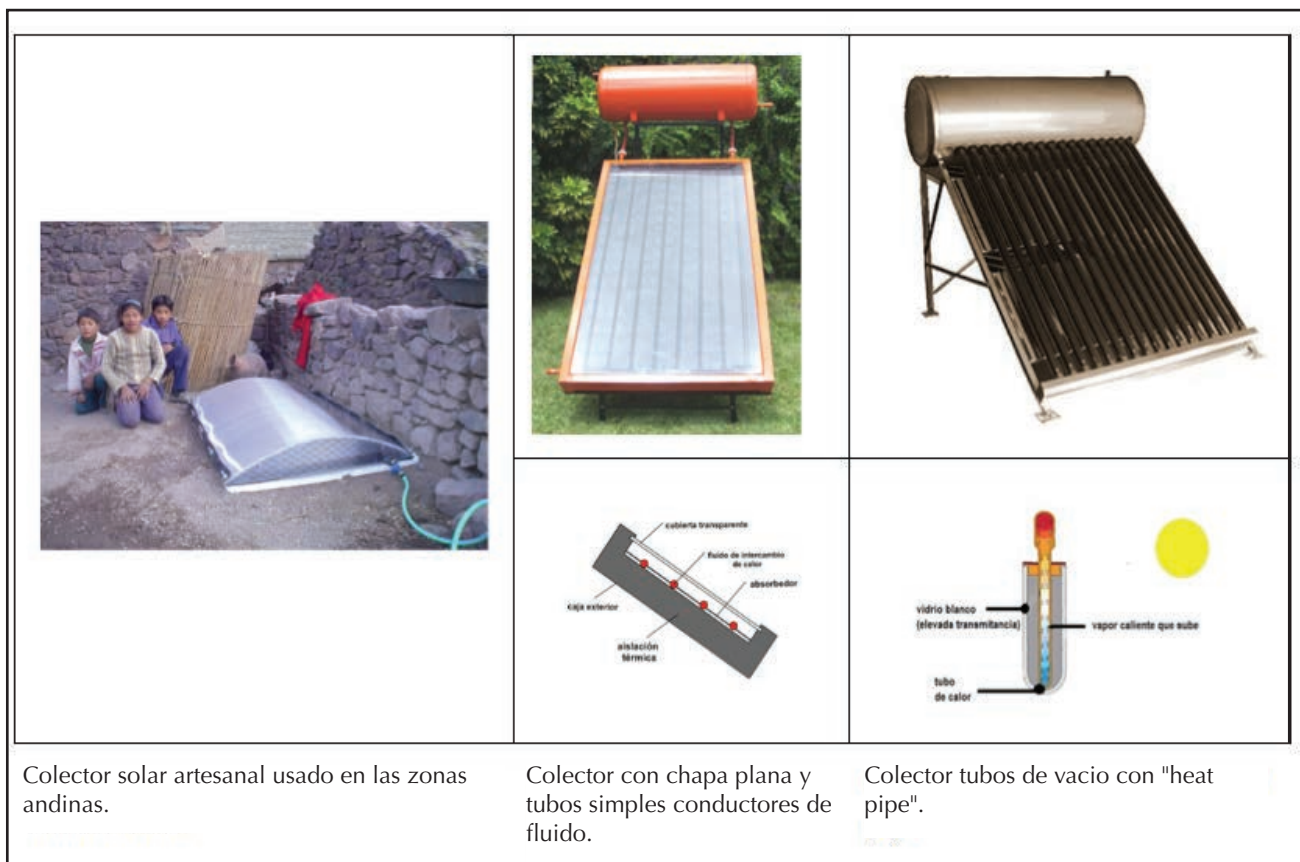 cubierta transparente
fluido de intercambio
de calor
absorbedor
caja exterior
aislación
térmica
vidrio blanco
(elevada transmitancia)
vapor caliente que sube
tubo
de calor
Colector solar artesanal usado en las zonas
andinas.
Colector con chapa plana y
tubos simples conductores de
fluido.
Colector tubos de vacio con "heat
pipe".